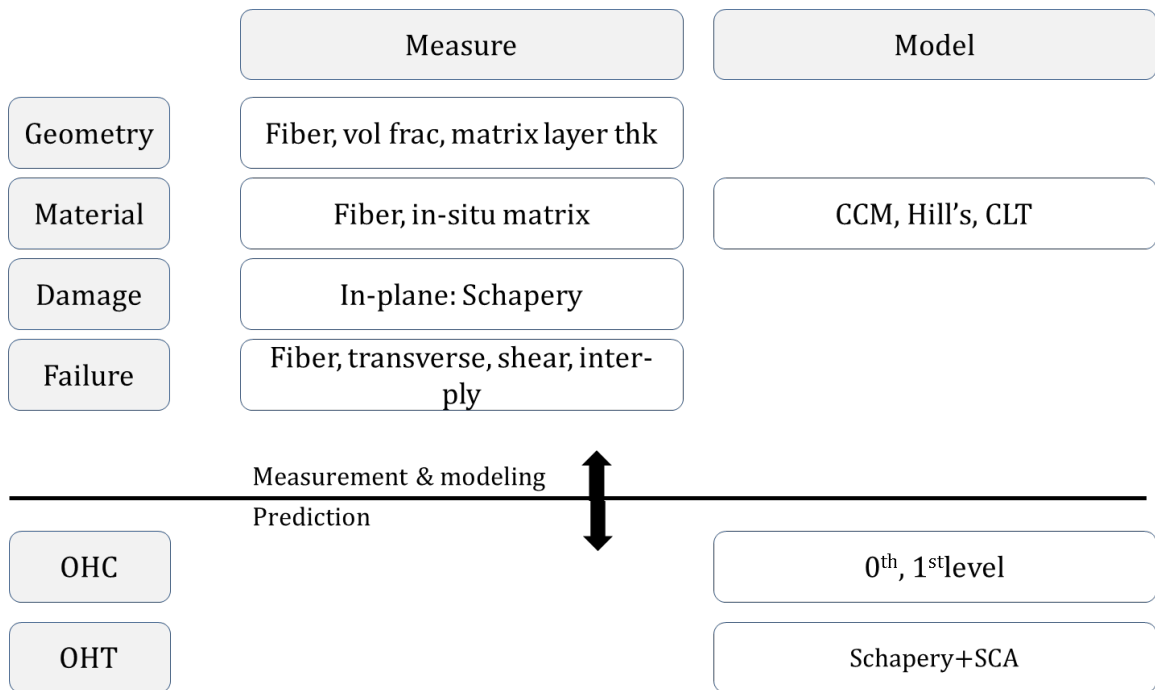 Measure
Model
Geometry
Fiber, vol frac, matrix layer thk
Material
Fiber, in-situ matrix
CCM, Hill’s, CLT
Damage
In-plane: Schapery
Failure
Fiber, transverse, shear, inter-
ply
Measurement & modeling
Prediction
OHC
0th, 1stlevel
OHT
Schapery+SCA